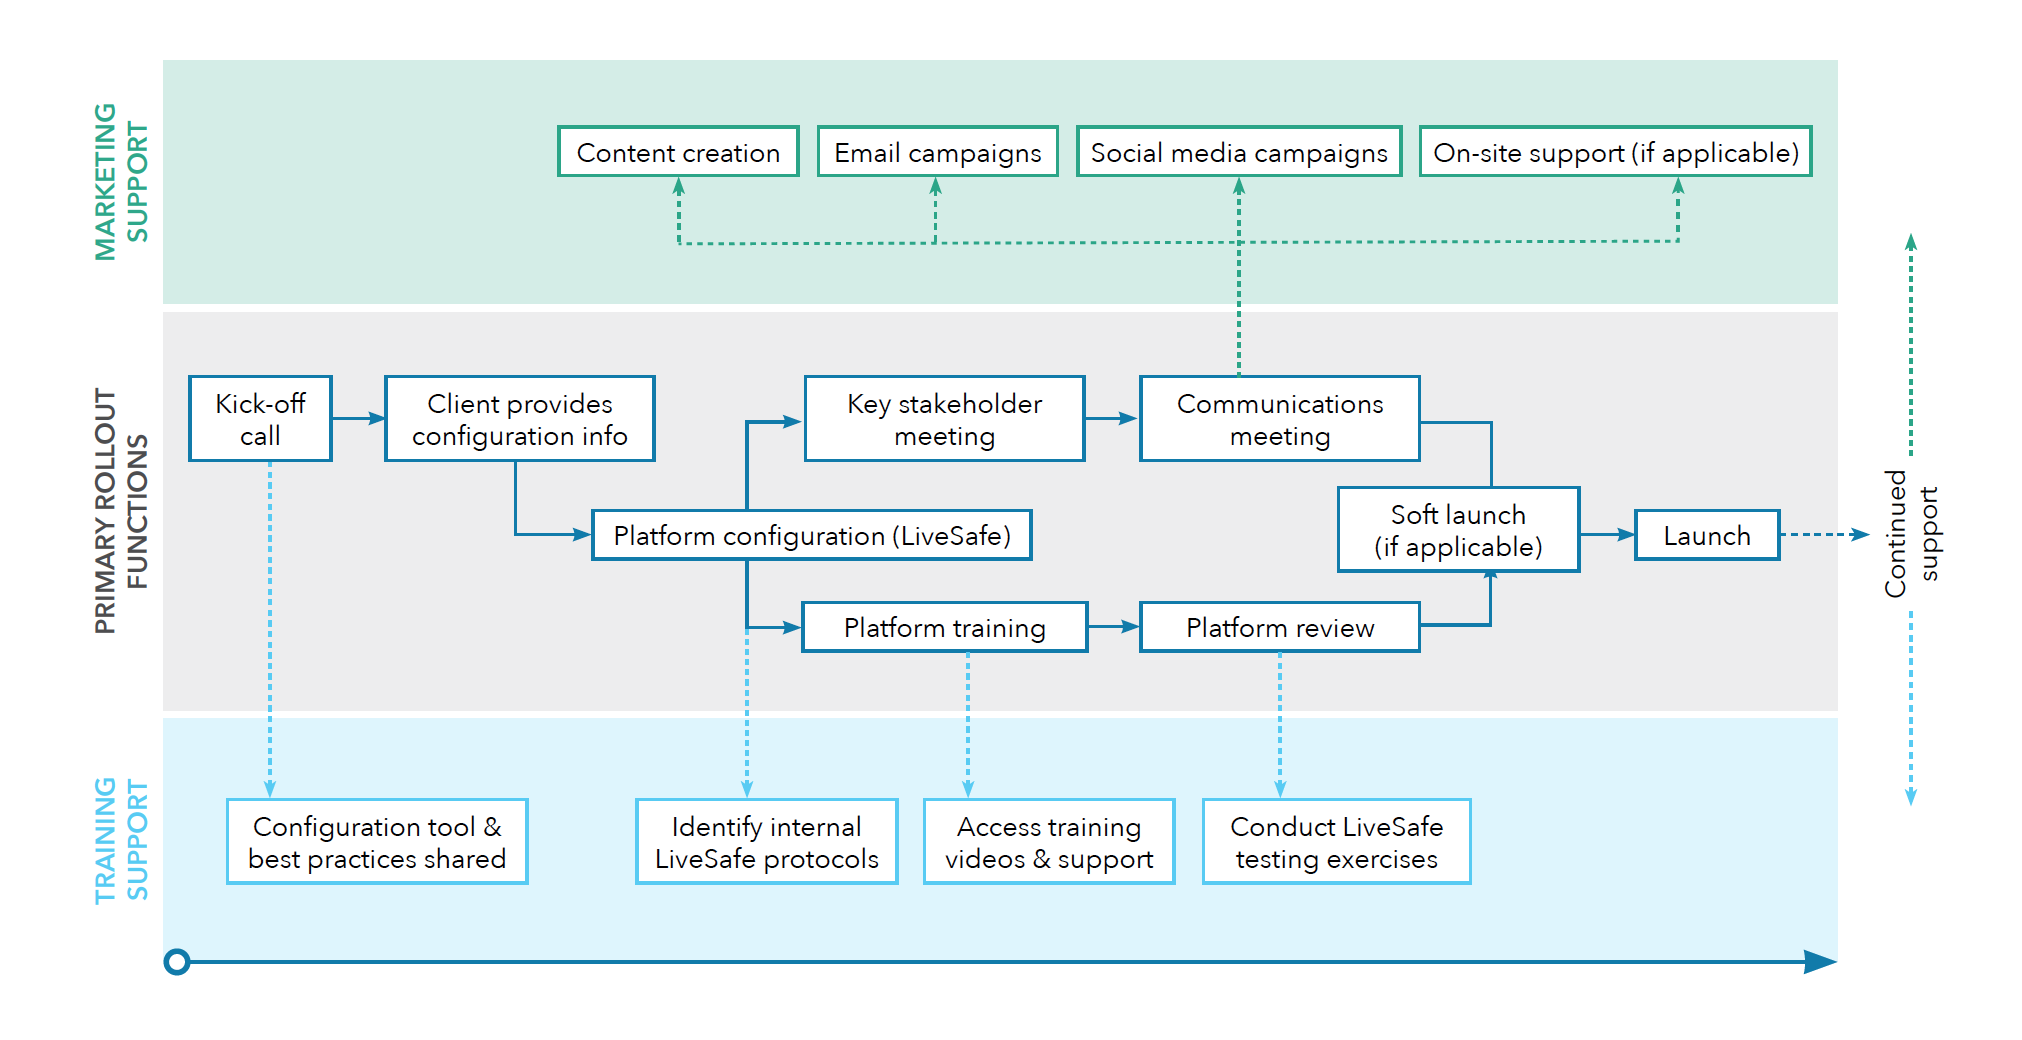 MARKETING
SUPPORT
Content creation
Email campaigns
Social media campaigns
On-site support (if applicable)
PRIMARY ROLLOUT
FUNCTIONS
Kick-off
call
Client provides
configuration info
Key stakeholder
meeting
Communications
meeting
Platform configuration (LiveSafe)
Soft launch
(if applicable)
Launch
Continued
support
Platform training
Platform review
TRAINING
SUPPORT
Configuration tool &
best practices shared
Identify internal
LiveSafe protocols
Access training
videos & support
Conduct LiveSafe
testing exercises